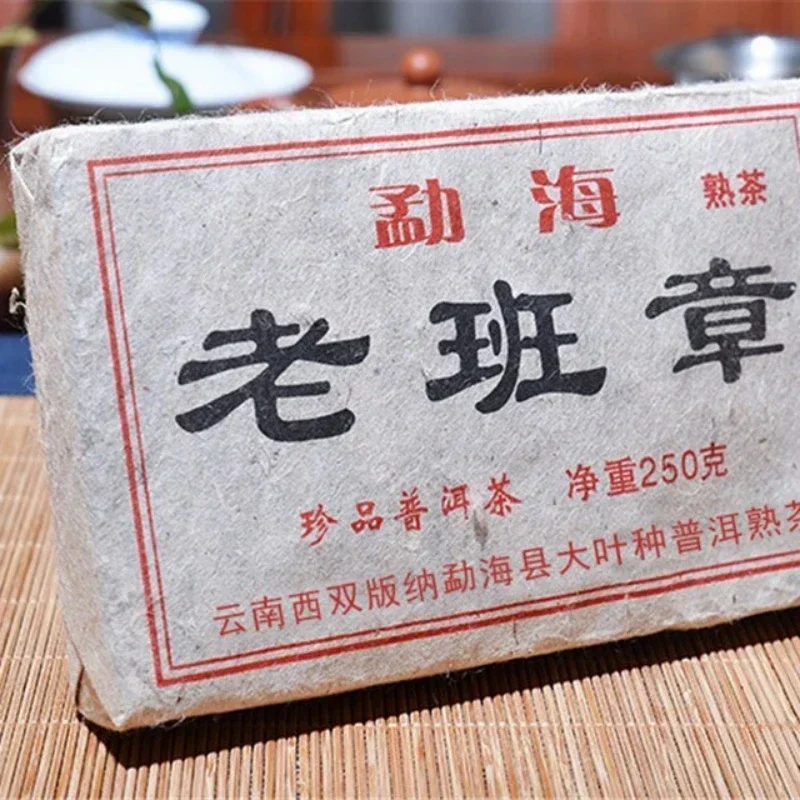 勐海 熟茶
老班章
珍品普洱茶 净重250克
云南西双版纳勐海县大叶种普洱熟茶